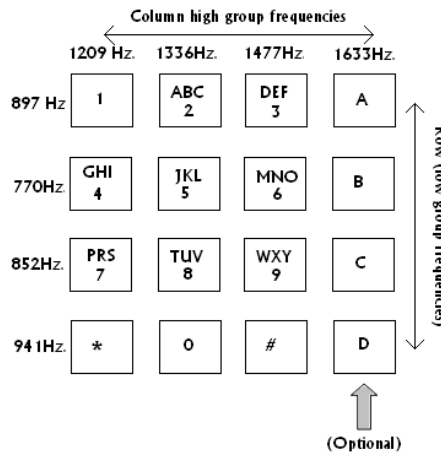 Column high group frequencies
1209 Hz. 1336Hz. 1477Hz. 1633Hz.
897 Hz 1 ABC 2 DEF 3 A
770Hz. GHI 4 JKL 5 MNO 6 B
852Hz. PRS 7 TUV 8 WXY 9 C
941Hz. * 0 # D
Row (low group frequencies)
(Optional)